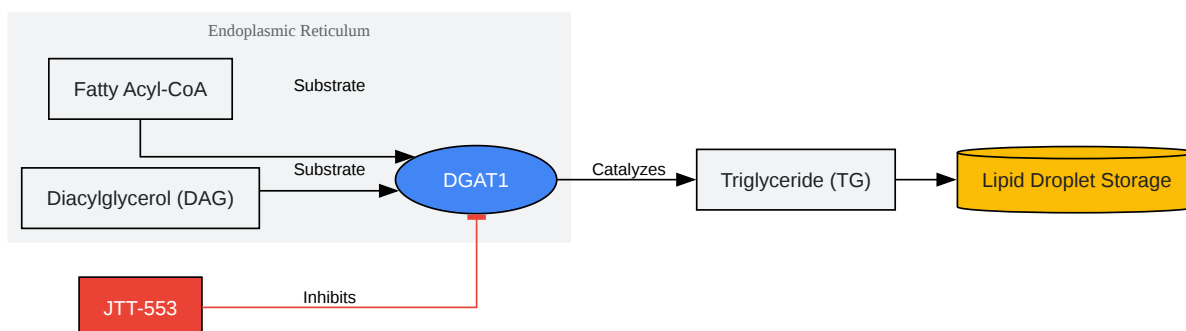 Endoplasmic Reticulum
Fatty Acyl-CoA
Substrate
Substrate
Diacylglycerol (DAG)
DGAT1
Catalyzes
Triglyceride (TG)
Lipid Droplet Storage
JTT-553
Inhibits